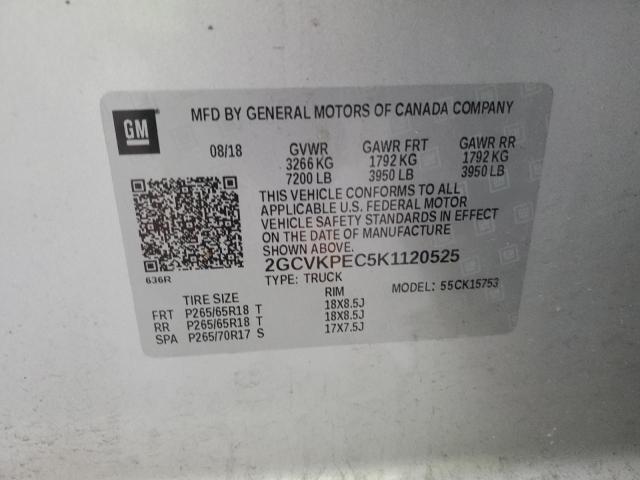 GM
MFD BY GENERAL MOTORS OF CANADA COMPANY
08/18 GVWR GAWR FRT GAWR RR
3266 KG 1792 KG 1792 KG
7200 LB 3950 LB 3950 LB
THIS VEHICLE CONFORMS TO ALL
APPLICABLE U.S. FEDERAL MOTOR
VEHICLE SAFETY STANDARDS IN EFFECT
ON THE DATE OF MANUFACTURE
SHOWN ABOVE.
2GCVKPEC5K1120525
636R
TYPE: TRUCK MODEL: 55CK15753
TIRE SIZE RIM
FRT P265/65R18 T 18X8.5J
RR P265/65R18 T 18X8.5J
SPA P265/70R17 S 17X7.5J